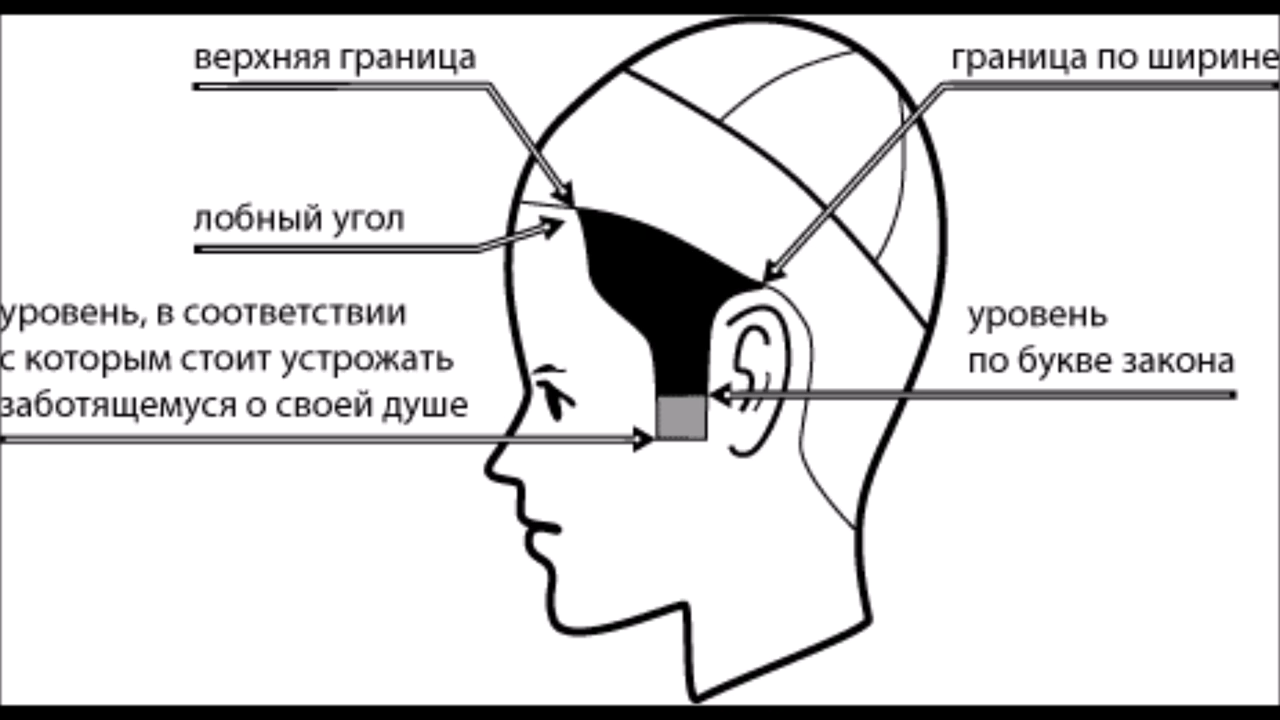 верхняя граница
граница по ширине
лобный угол
уровень, в соответствии
с которым стоит устрожать
заботящемуся о своей душе
уровень
по букве закона